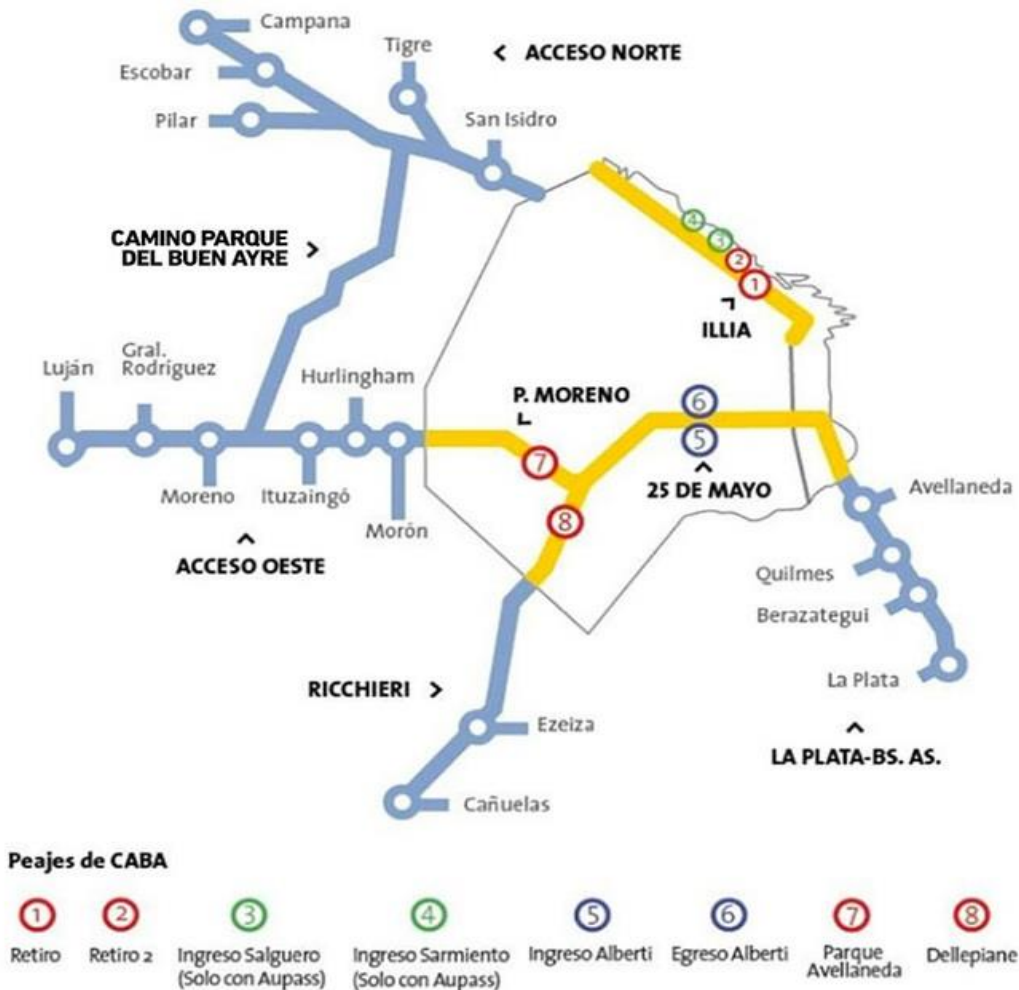 Campana
Tigre
< ACCESO NORTE
Escobar
Pilar
San Isidro
CAMINO PARQUE >
DEL BUEN AYRE
4
3
2
1
ILLIA
Luján
Gral.
Rodríguez
Hurlingham
P. MORENO
6
5
7
8
25 DE MAYO
Moreno
Ituzaingó
Morón
ACCESO OESTE
Avellaneda
Quilmes
Berazategui
La Plata
RICCHIERI >
Ezeiza
Cañuelas
LA PLATA-BS. AS.
Peajes de CABA
1 2 3 4 5 6 7 8
Retiro
Retiro 2
Ingreso Salguero
(Solo con Aupass)
Ingreso Sarmiento
(Solo con Aupass)
Ingreso Alberti
Egreso Alberti
Parque
Avellaneda
Dellepiane